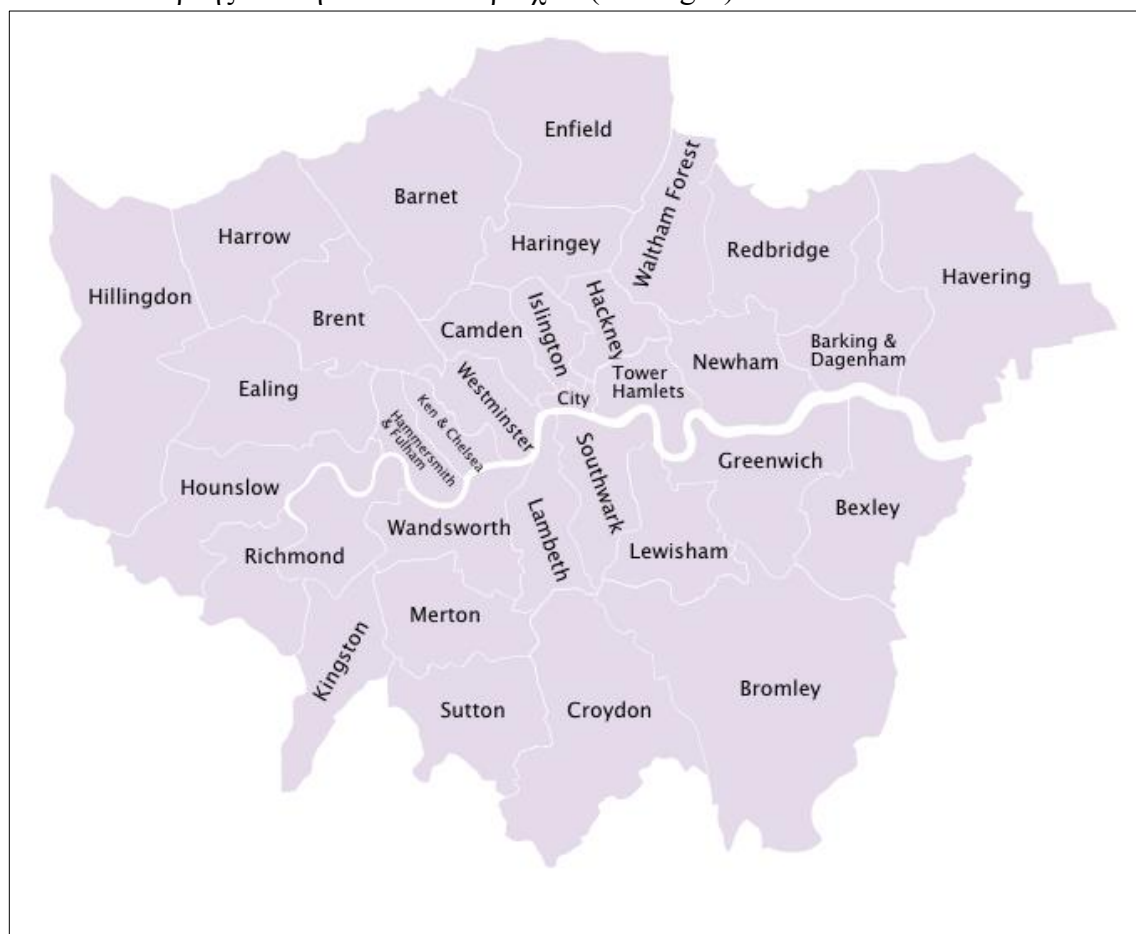 Enfield
Waltham Forest
Barnet
Harrow
Haringey
Redbridge
Havering
Hillingdon
Brent
Camden
Islington
Hackney
Newham
Barking &
Dagenham
Ealing
Westminster
Tower
Hamlets
City
Ken & Chelsea
Hammersmith
& Fulham
Hounslow
Southwark
Greenwich
Bexley
Wandsworth
Lambeth
Richmond
Lewisham
Merton
Kingston
Sutton
Croydon
Bromley